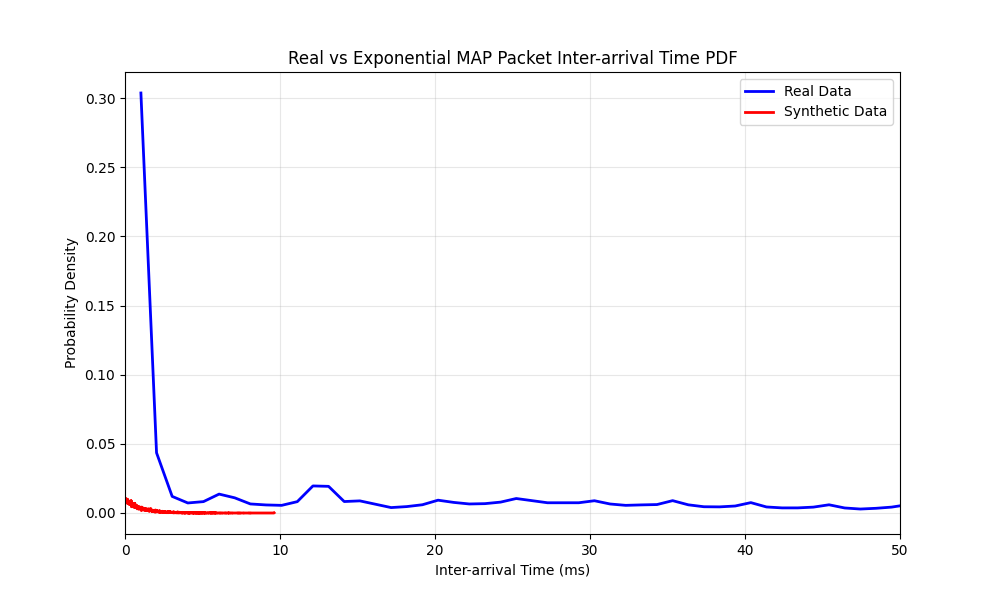 Real vs Exponential MAP Packet Inter-arrival Time PDF
Real Data
Synthetic Data
Probability Density
0.30
0.25
0.20
0.15
0.10
0.05
0.00
0 10 20 30 40 50
Inter-arrival Time (ms)